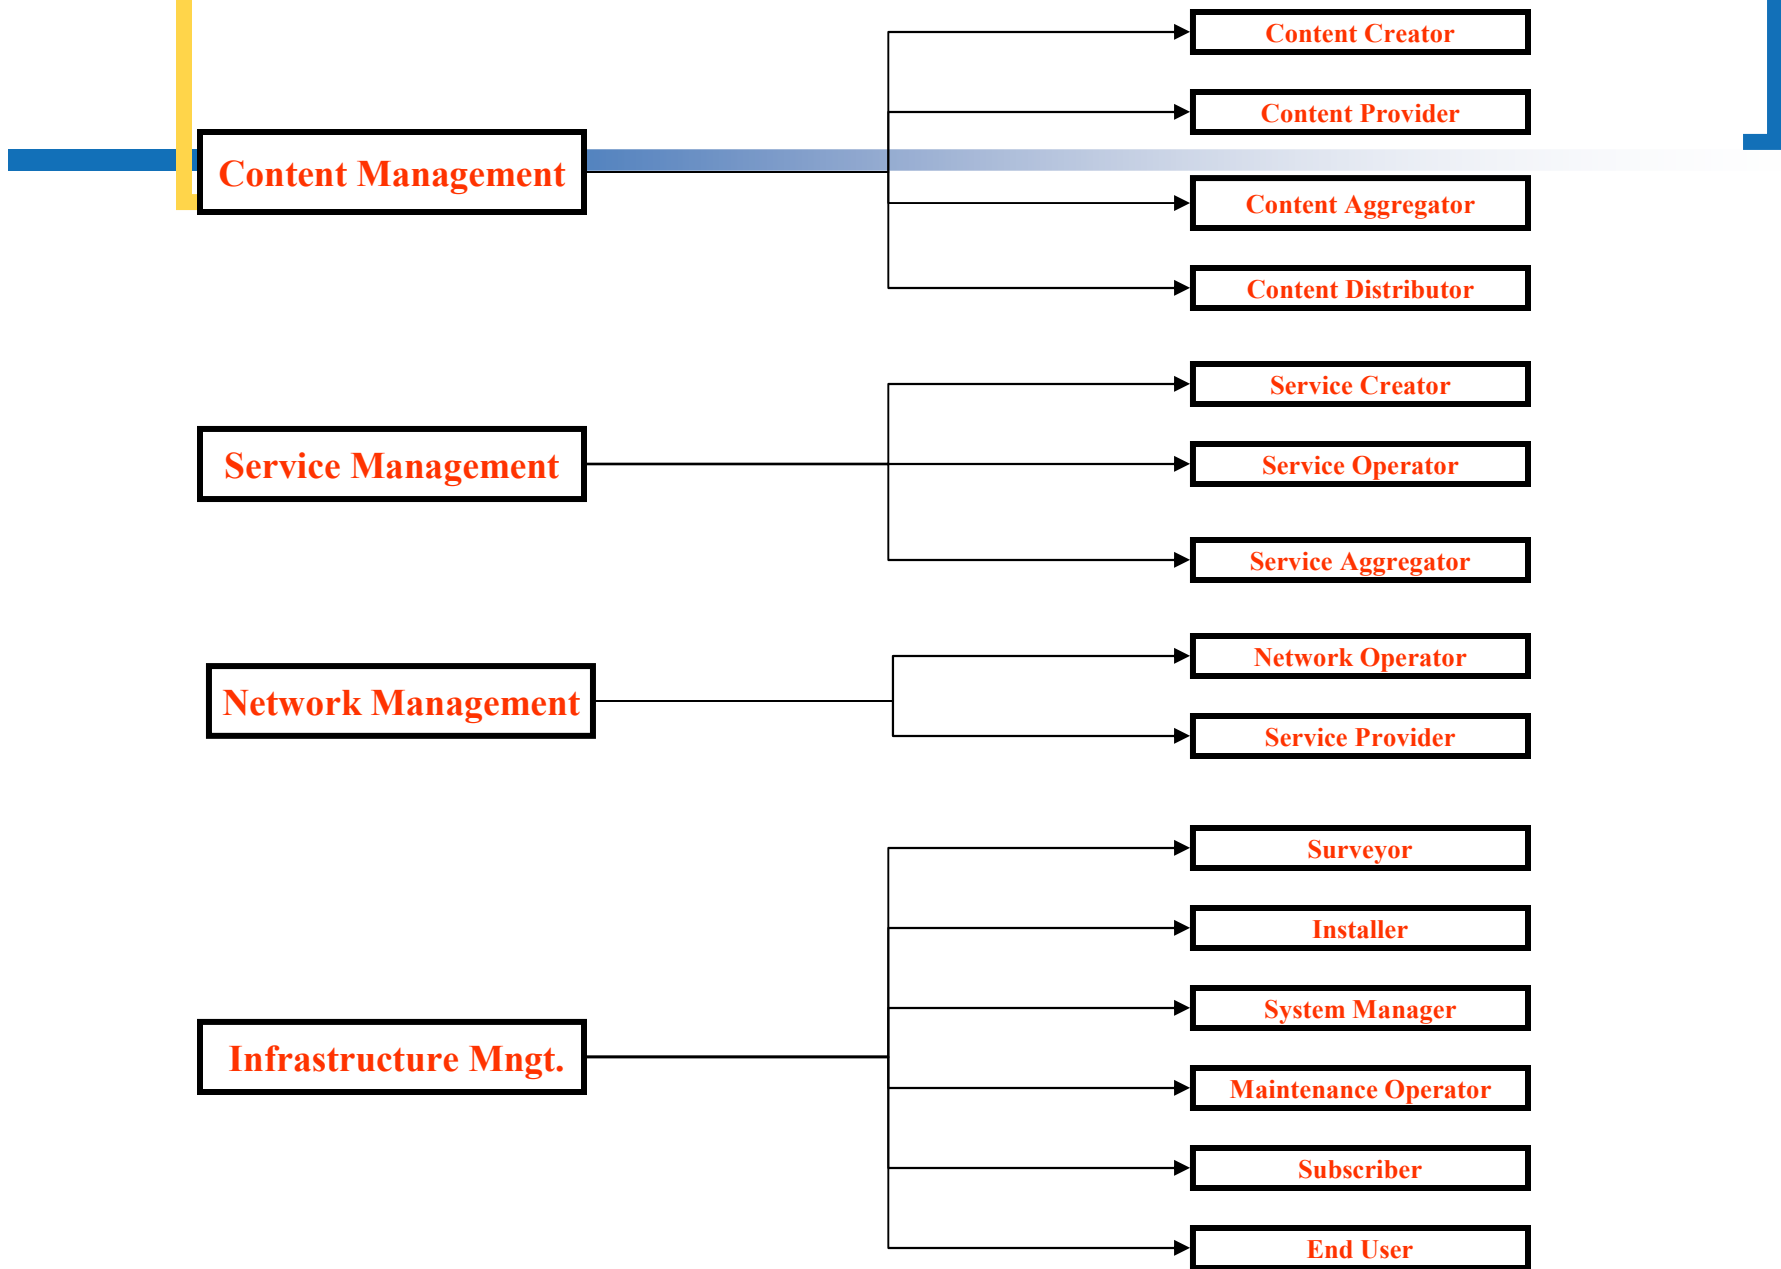 Content Management
Content Creator
Content Provider
Content Aggregator
Content Distributor
Service Management
Service Creator
Service Operator
Service Aggregator
Network Management
Network Operator
Service Provider
Infrastructure Mngt.
Surveyor
Installer
System Manager
Maintenance Operator
Subscriber
End User